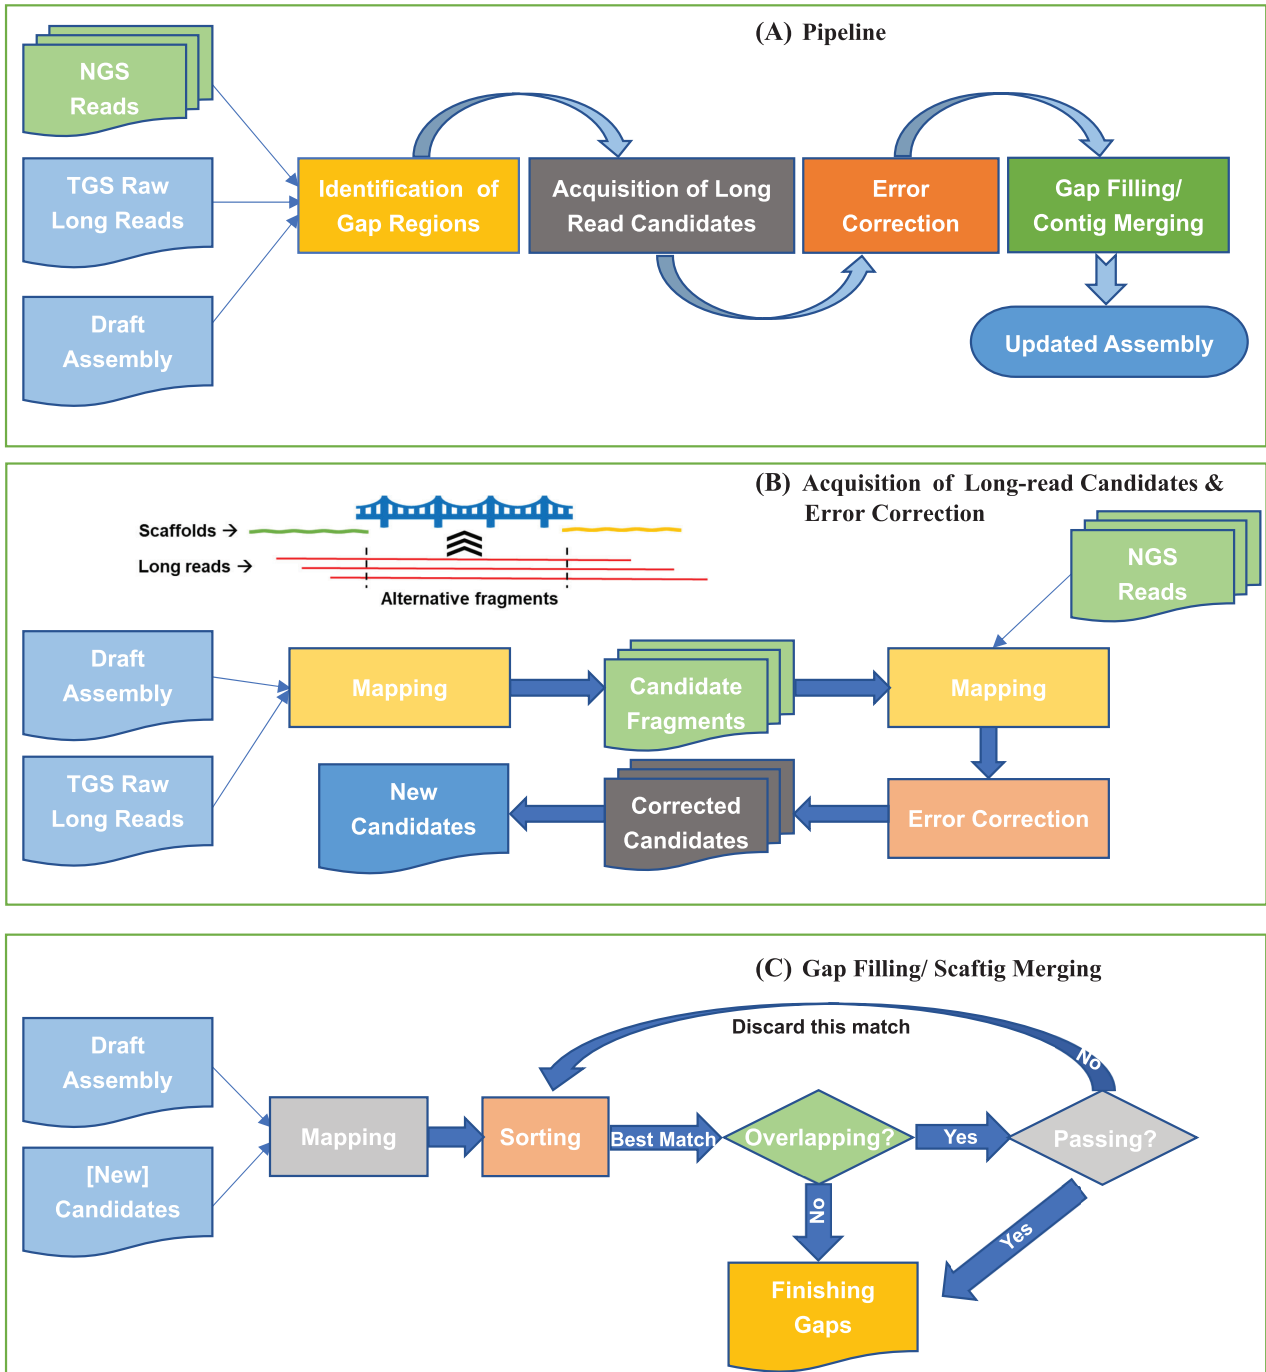 (A) Pipeline
NGS
Reads
TGS Raw
Long Reads
Draft
Assembly
Identification of
Gap Regions
Acquisition of Long
Read Candidates
Error
Correction
Gap Filling/
Contig Merging
Updated Assembly
(B) Acquisition of Long-read Candidates &
Error Correction
Scaffolds →
Long reads →
Alternative fragments
NGS
Reads
Draft
Assembly
TGS Raw
Long Reads
Mapping
Candidate
Fragments
Mapping
New
Candidates
Corrected
Candidates
Error Correction
(C) Gap Filling/ Scaftig Merging
Discard this match
No
Draft
Assembly
[New]
Candidates
Mapping
Sorting
Best Match
Overlapping?
Yes
Passing?
No
Yes
Finishing
Gaps